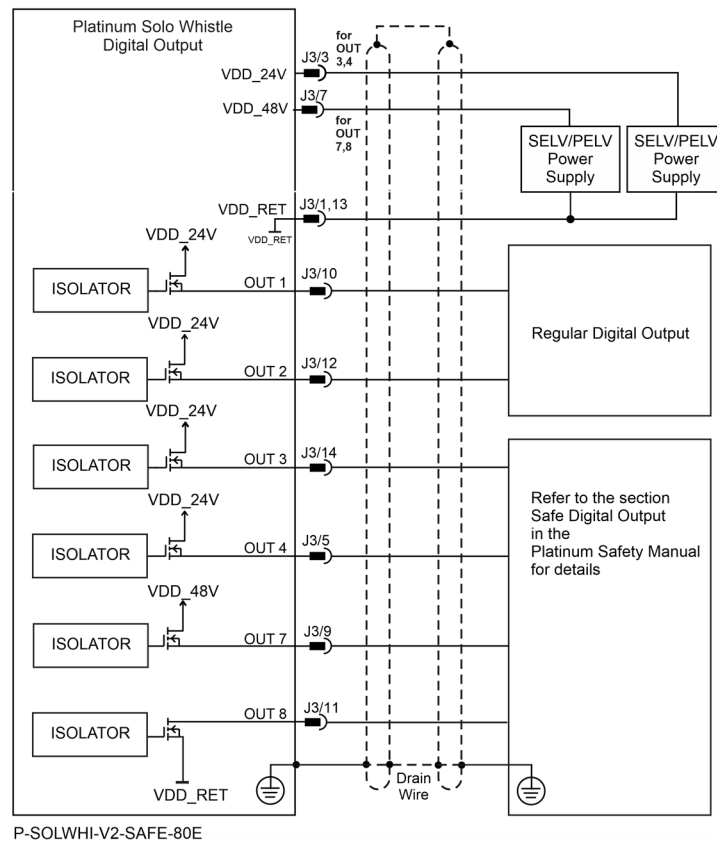 Platinum Solo Whistle
Digital Output
for
OUT
3,4
J3/3
VDD_24V
J3/7
VDD_48V
for
OUT
7,8
SELV/PELV
Power
Supply
SELV/PELV
Power
Supply
VDD_RET
J3/1,13
VDD_RET
VDD_24V
ISOLATOR
OUT 1
J3/10
Regular Digital Output
VDD_24V
ISOLATOR
OUT 2
J3/12
VDD_24V
ISOLATOR
OUT 3
J3/14
Refer to the section
Safe Digital Output
in the
Platinum Safety Manual
for details
VDD_24V
ISOLATOR
OUT 4
J3/5
VDD_48V
ISOLATOR
OUT 7
J3/9
ISOLATOR
OUT 8
J3/11
VDD_RET
Drain
Wire
P-SOLWHI-V2-SAFE-80E